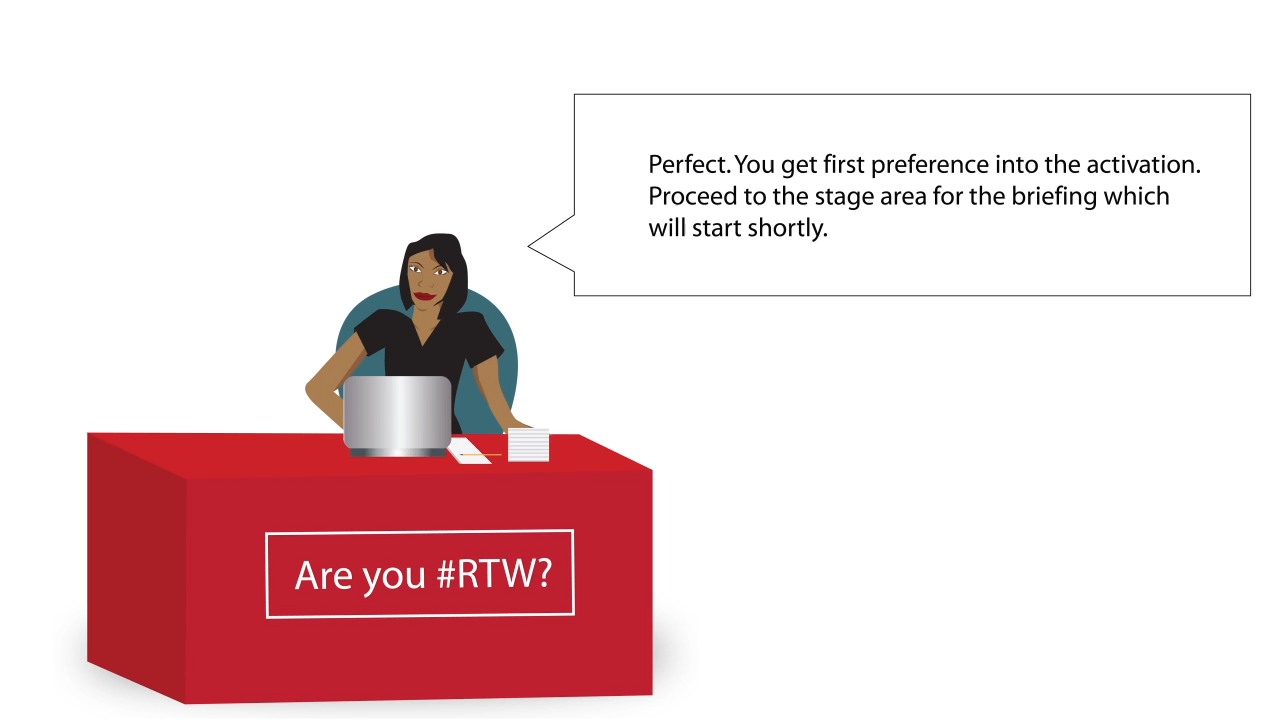 Perfect. You get first preference into the activation.
Proceed to the stage area for the briefing which
will start shortly.
Are you #RTW?